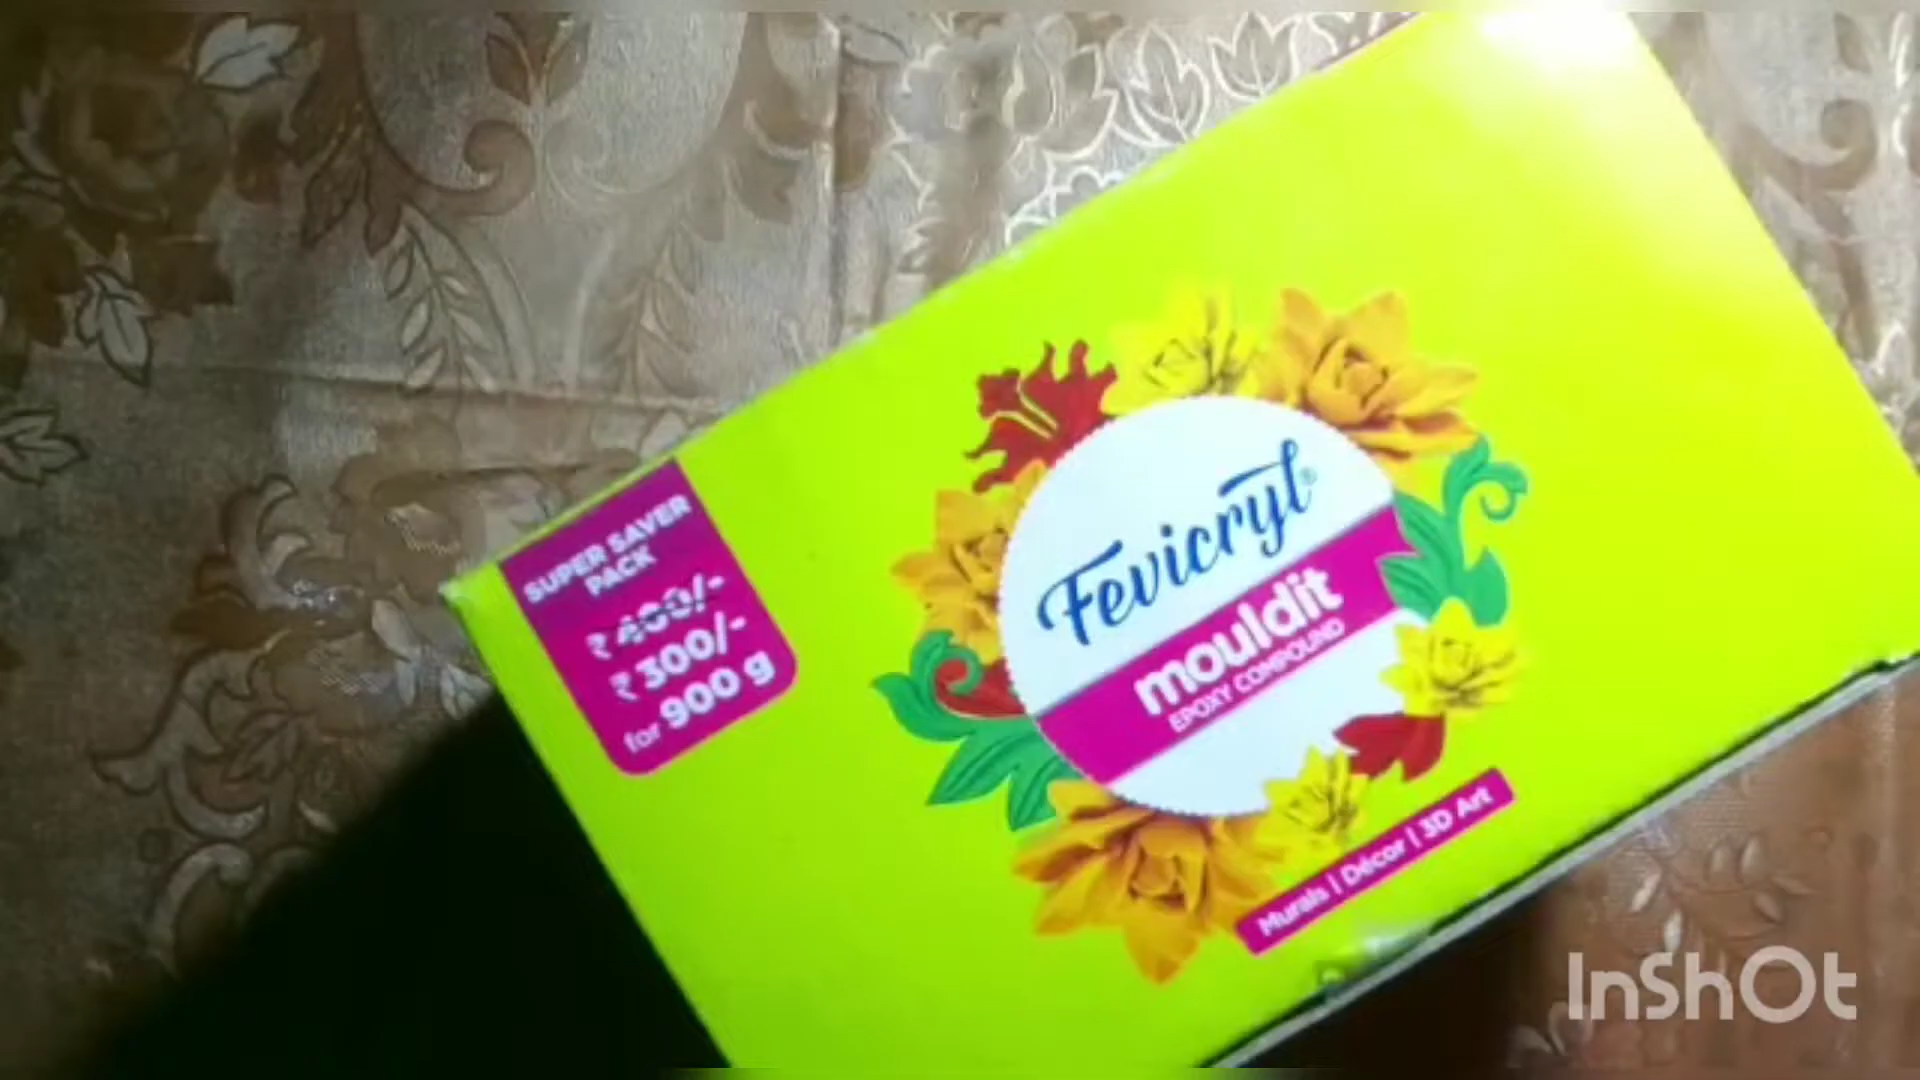 SUPER SAVER
PACK
₹ 400/-
₹ 300/-
for 900 g
Fevicryl®
mouldit
EPOXY COMPOUND
Murals | Décor | 3D Art
InShOt